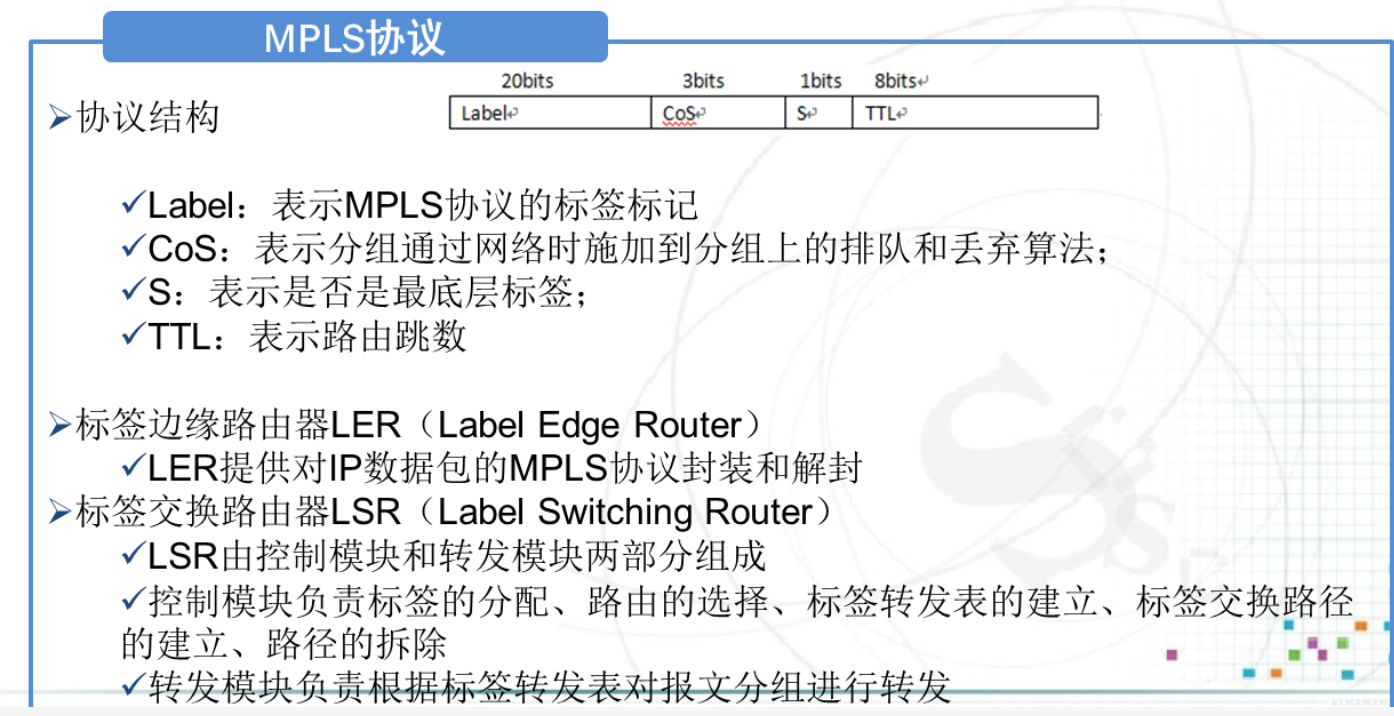 MPLS协议
20bits 3bits 1bits 8bits
➢协议结构
Label CoS S TTL
✓Label：表示MPLS协议的标签标记
✓CoS：表示分组通过网络时施加到分组上的排队和丢弃算法；
✓S：表示是否是最底层标签；
✓TTL：表示路由跳数
➢标签边缘路由器LER（Label Edge Router）
✓LER提供对IP数据包的MPLS协议封装和解封
➢标签交换路由器LSR（Label Switching Router）
✓LSR由控制模块和转发模块两部分组成
✓控制模块负责标签的分配、路由的选择、标签转发表的建立、标签交换路径
的建立、路径的拆除
✓转发模块负责根据标签转发表对报文分组进行转发